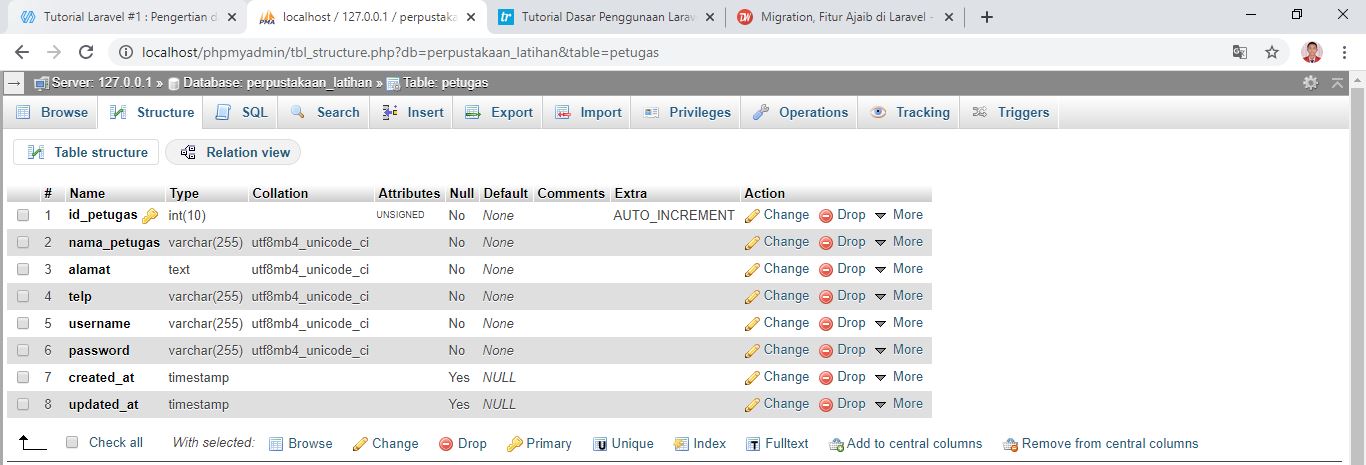 Tutorial Laravel #1 : Pengertian d
localhost / 127.0.0.1 / perpustaka
Tutorial Dasar Penggunaan Larav
Migration, Fitur Ajaib di Laravel -
localhost/phpmyadmin/tbl_structure.php?db=perpustakaan_latihan&table=petugas
Server: 127.0.0.1 » Database: perpustakaan_latihan » Table: petugas
Browse Structure SQL Search Insert Export Import Privileges Operations Tracking Triggers
Table structure Relation view
# Name Type Collation Attributes Null Default Comments Extra Action
1 id_petugas int(10) UNSIGNED No None AUTO_INCREMENT Change Drop More
2 nama_petugas varchar(255) utf8mb4_unicode_ci No None Change Drop More
3 alamat text utf8mb4_unicode_ci No None Change Drop More
4 telp varchar(255) utf8mb4_unicode_ci No None Change Drop More
5 username varchar(255) utf8mb4_unicode_ci No None Change Drop More
6 password varchar(255) utf8mb4_unicode_ci No None Change Drop More
7 created_at timestamp Yes NULL Change Drop More
8 updated_at timestamp Yes NULL Change Drop More
Check all With selected: Browse Change Drop Primary Unique Index Fulltext Add to central columns Remove from central columns